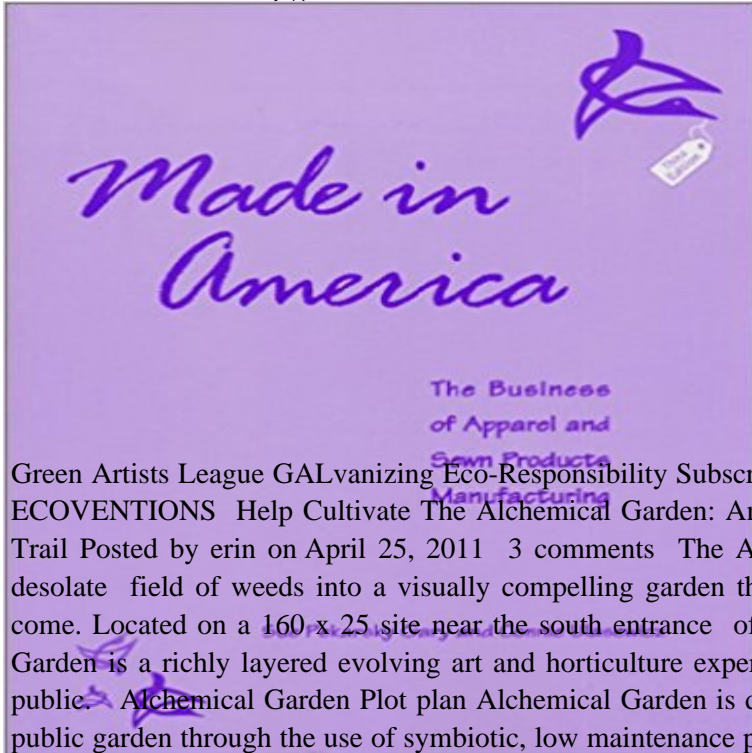 Third
Edition
Made in
America
The Business
of Apparel and
Sewn Products
Manufacturing
Green Artists League GALvanizing Eco-Responsibility Subscr
ECOVENTIONS Help Cultivate The Alchemical Garden: Ar
Trail Posted by erin on April 25, 2011 3 comments The A
desolate field of weeds into a visually compelling garden th
come. Located on a 160 x 25 site near the south entrance of
Garden is a richly layered evolving art and horticulture exper
public. Alchemical Garden Plot plan Alchemical Garden is d
public garden through the use of symbiotic, low maintenance p